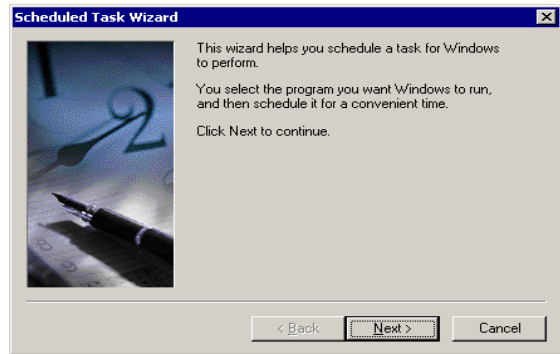 Scheduled Task Wizard
This wizard helps you schedule a task for Windows
to perform.
You select the program you want Windows to run,
and then schedule it for a convenient time.
Click Next to continue.
2
< Back
Next >
Cancel